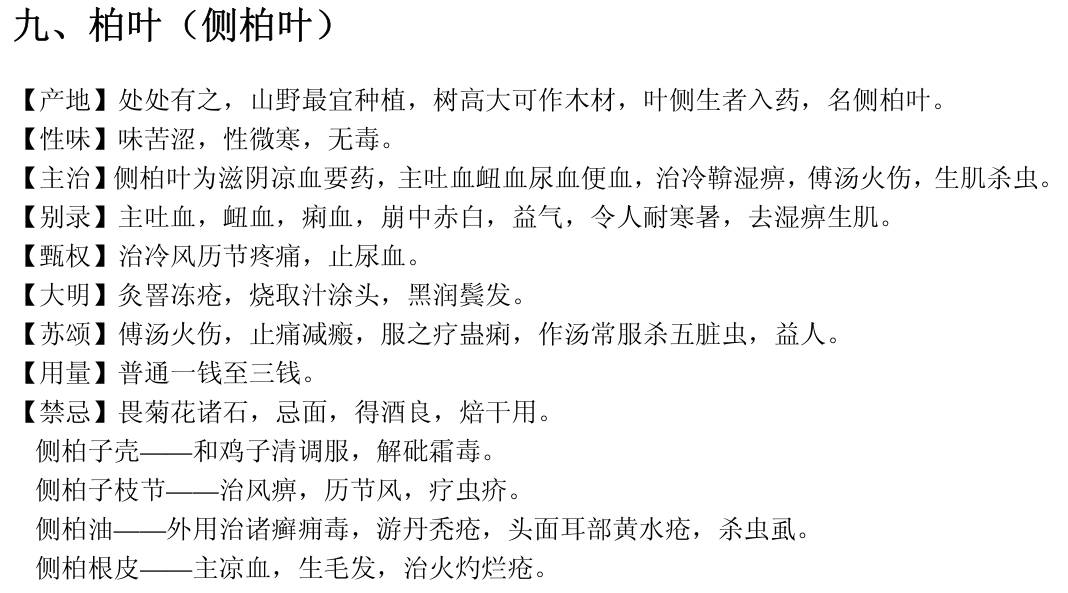 九、柏叶（侧柏叶）
【产地】处处有之，山野最宜种植，树高大可作木材，叶侧生者入药，名侧柏叶。
【性味】味苦涩，性微寒，无毒。
【主治】侧柏叶为滋阴凉血要药，主吐血衄血尿血便血，治冷簳湿痹，傅汤火伤，生肌杀虫。
【别录】主吐血，衄血，痢血，崩中赤白，益气，令人耐寒暑，去湿痹生肌。
【甄权】治冷风历节疼痛，止尿血。
【大明】灸罯冻疮，烧取汁涂头，黑润鬓发。
【苏颂】傅汤火伤，止痛减瘢，服之疗蛊痢，作汤常服杀五脏虫，益人。
【用量】普通一钱至三钱。
【禁忌】畏菊花诸石，忌面，得酒良，焙干用。
侧柏子壳——和鸡子清调服，解砒霜毒。
侧柏子枝节——治风痹，历节风，疗虫疥。
侧柏油——外用治诸癣痈毒，游丹秃疮，头面耳部黄水疮，杀虫虱。
侧柏根皮——主凉血，生毛发，治火灼烂疮。